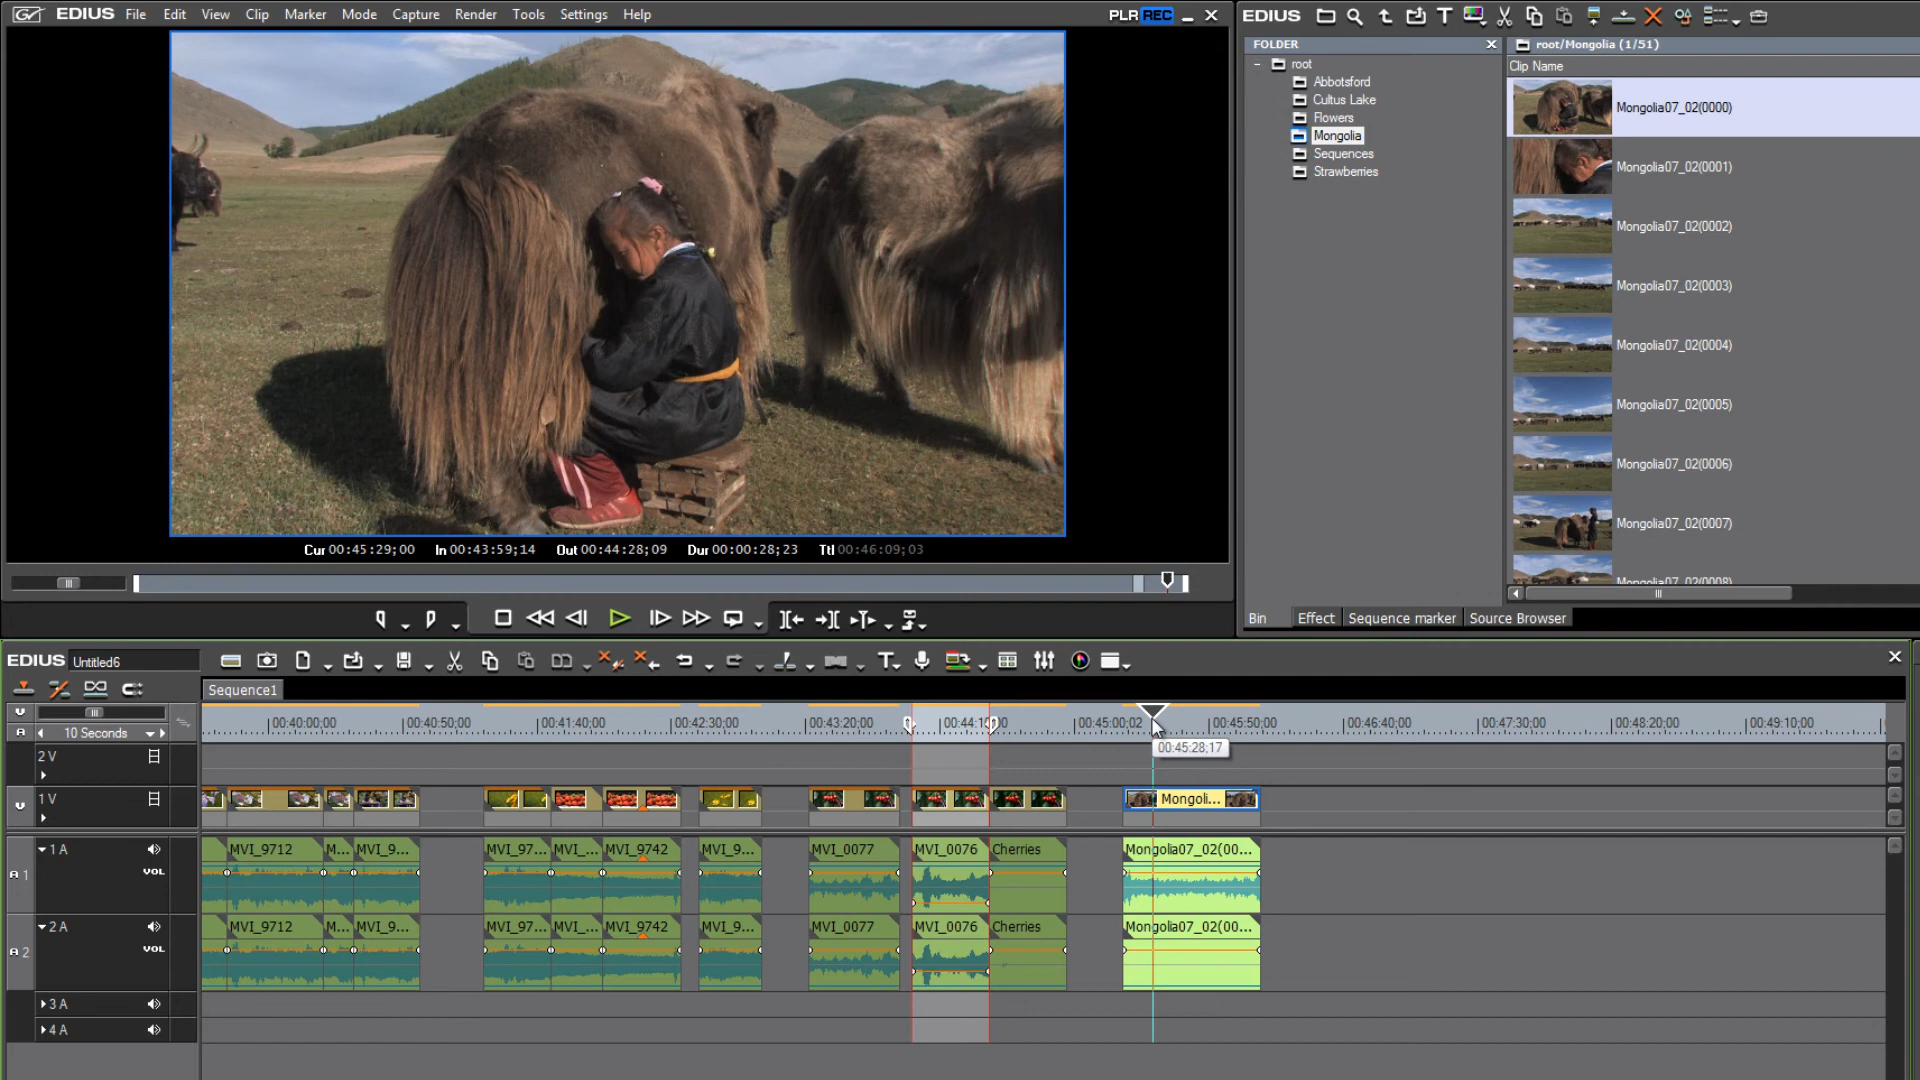 EDIUS File Edit View Clip Marker Mode Capture Render Tools Settings Help PLR REC
Cur 00:45:29;00 In 00:43:59;14 Out 00:44:28;09 Dur 00:00:28;23 Ttl 00:46:09;03
EDIUS T
FOLDER
root
Abbotsford
Cultus Lake
Flowers
Mongolia
Sequences
Strawberries
root/Mongolia (1/51)
Clip Name
Mongolia07_02(0000)
Mongolia07_02(0001)
Mongolia07_02(0002)
Mongolia07_02(0003)
Mongolia07_02(0004)
Mongolia07_02(0005)
Mongolia07_02(0006)
Mongolia07_02(0007)
Mongolia07_02(0008)
Bin Effect Sequence marker Source Browser
EDIUS Untitled6
Sequence1
10 Seconds
00:40:00;00 00:40:50;00 00:41:40;00 00:42:30;00 00:43:20;00 00:45:00;02 00:45:50;00 00:46:40;00 00:47:30;00 00:48:20;00 00:49:10;00
00:45:28;17
2 V
1 V
Mongoli...
1 A
MVI_9712 M... MVI_9... MVI_97... MVI_... MVI_9742 MVI_9... MVI_0077 MVI_0076 Cherries Mongolia07_02(00...
A 1
VOL
2 A
MVI_9712 M... MVI_9... MVI_97... MVI_... MVI_9742 MVI_9... MVI_0077 MVI_0076 Cherries Mongolia07_02(00...
A 2
VOL
3 A
4 A